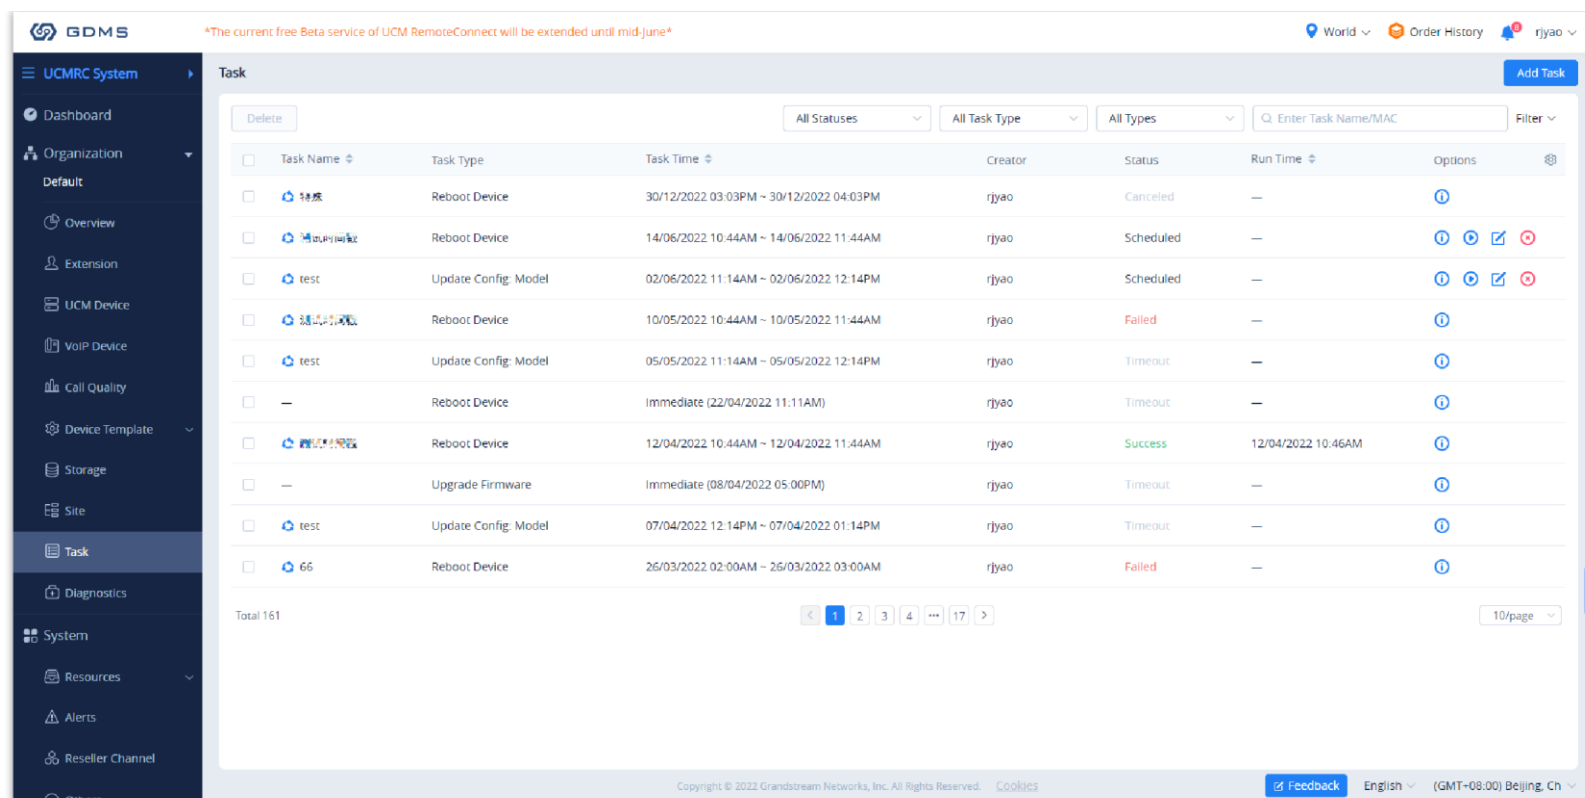 GDMS *The current free Beta service of UCM RemoteConnect will be extended until mid-June* World Order History 8 rjyao
UCMRC System Task Add Task
Dashboard Delete All Statuses All Task Type All Types Enter Task Name/MAC Filter
Organization Task Name Task Type Task Time Creator Status Run Time Options
Default
Reboot Device 30/12/2022 03:03PM ~ 30/12/2022 04:03PM rjyao Canceled —
Overview
Reboot Device 14/06/2022 10:44AM ~ 14/06/2022 11:44AM rjyao Scheduled —
Extension
test Update Config: Model 02/06/2022 11:14AM ~ 02/06/2022 12:14PM rjyao Scheduled —
UCM Device
Reboot Device 10/05/2022 10:44AM ~ 10/05/2022 11:44AM rjyao Failed —
VoIP Device
test Update Config: Model 05/05/2022 11:14AM ~ 05/05/2022 12:14PM rjyao Timeout —
Call Quality
— Reboot Device Immediate (22/04/2022 11:11AM) rjyao Timeout —
Device Template
Reboot Device 12/04/2022 10:44AM ~ 12/04/2022 11:44AM rjyao Success 12/04/2022 10:46AM
Storage
— Upgrade Firmware Immediate (08/04/2022 05:00PM) rjyao Timeout —
Site
test Update Config: Model 07/04/2022 12:14PM ~ 07/04/2022 01:14PM rjyao Timeout —
Task
66 Reboot Device 26/03/2022 02:00AM ~ 26/03/2022 03:00AM rjyao Failed —
Diagnostics
Total 161 < 1 2 3 4 ••• 17 > 10/page
System
Resources
Alerts
Reseller Channel
Copyright © 2022 Grandstream Networks, Inc. All Rights Reserved. Cookies Feedback English (GMT+08:00) Beijing, Ch